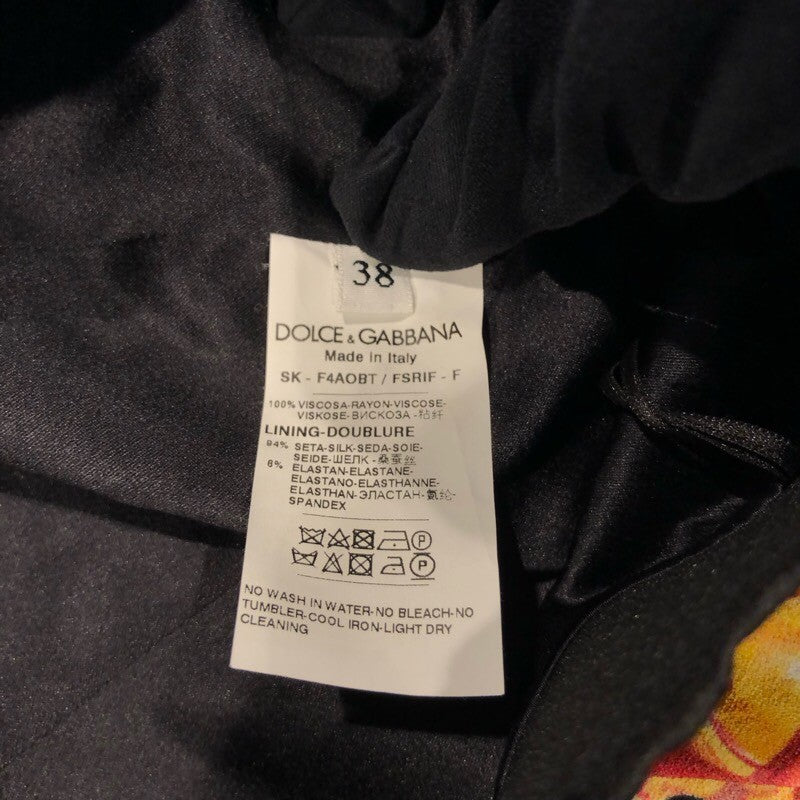 38
DOLCE & GABBANA
Made in Italy
SK - F4AOBT / FSRIF - F
100% VISCOSA-RAYON-VISCOSE-
VISKOSE-ВИСКОЗА-粘纤
LINING-DOUBLURE
94% SETA-SILK-SEDA-SOIE-
SEIDE-ШЕЛК-桑蚕丝
6% ELASTAN-ELASTANE-
ELASTANO-ELASTHANNE-
ELASTHAN-ЭЛАСТАН-氨纶-
SPANDEX
P
P
NO WASH IN WATER-NO BLEACH-NO
TUMBLER-COOL IRON-LIGHT DRY
CLEANING